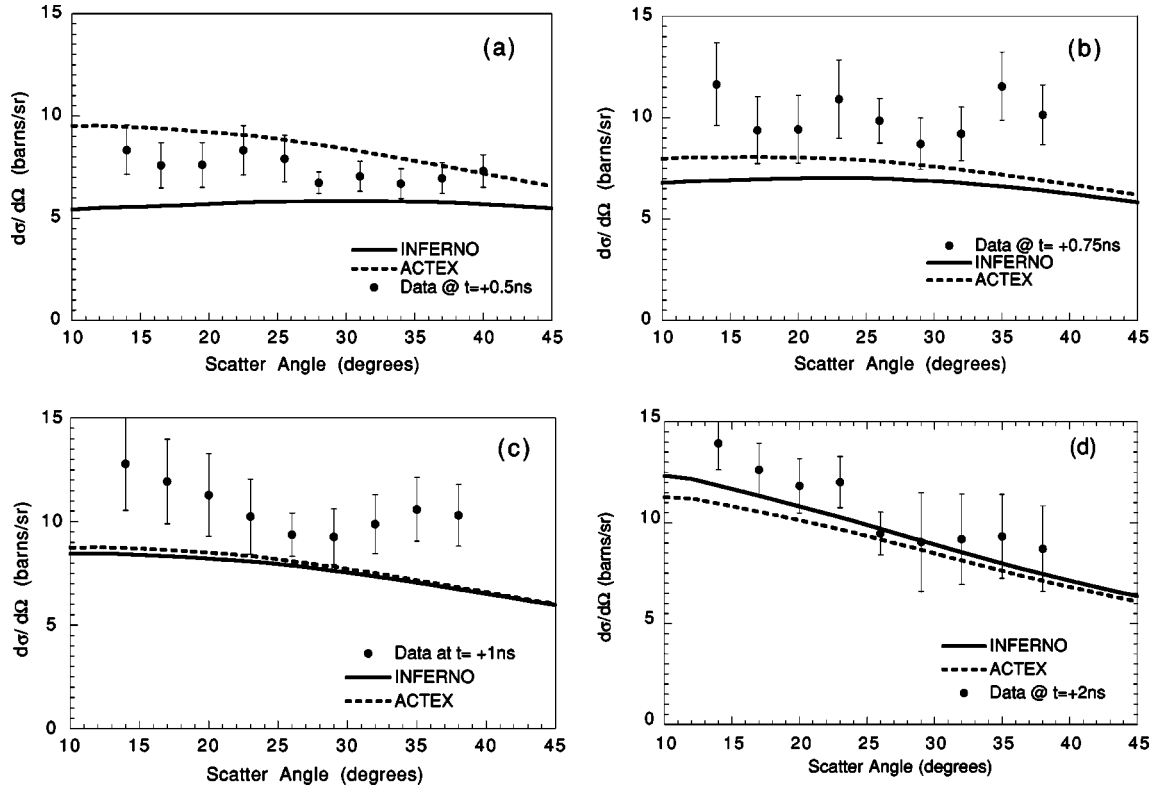 (a)
15
10
5
0
dσ/ dΩ (barns/sr)
INFERNO
ACTEX
Data @ t=+0.5ns
10 15 20 25 30 35 40 45
Scatter Angle (degrees)
(b)
15
10
5
0
dσ/ dΩ (barns/sr)
Data @ t= +0.75ns
INFERNO
ACTEX
10 15 20 25 30 35 40 45
Scatter Angle (degrees)
(c)
15
10
5
0
dσ/ dΩ (barns/sr)
Data at t= +1ns
INFERNO
ACTEX
10 15 20 25 30 35 40 45
Scatter Angle (degrees)
(d)
15
10
5
0
dσ/ dΩ (barns/sr)
INFERNO
ACTEX
Data @ t=+2ns
10 15 20 25 30 35 40 45
Scatter Angle (degrees)